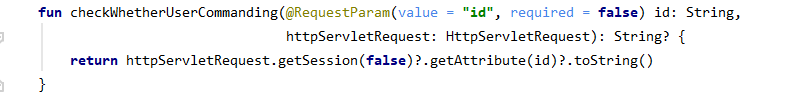 fun checkWhetherUserCommanding(@RequestParam(value = "id", required = false) id: String,
httpServletRequest: HttpServletRequest): String? {
return httpServletRequest.getSession(false)?.getAttribute(id)?.toString()
}